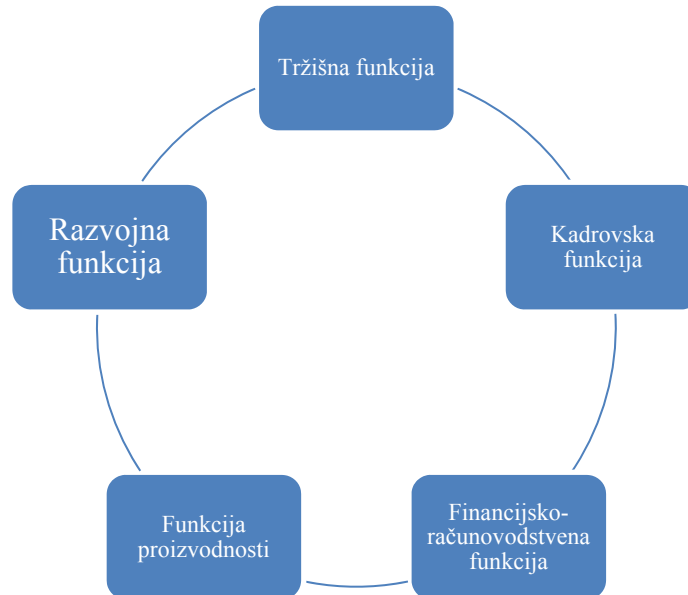 Tržišna funkcija
Kadrovska
funkcija
Financijsko-
računovodstvena
funkcija
Funkcija
proizvodnosti
Razvojna
funkcija